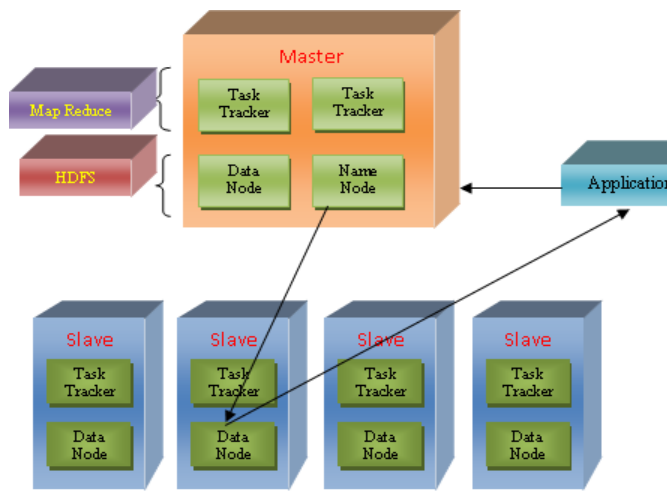 Master
Map Reduce
Task
Tracker
Task
Tracker
HDFS
Data
Node
Name
Node
Application
Slave
Task
Tracker
Data
Node
Slave
Task
Tracker
Data
Node
Slave
Task
Tracker
Data
Node
Slave
Task
Tracker
Data
Node